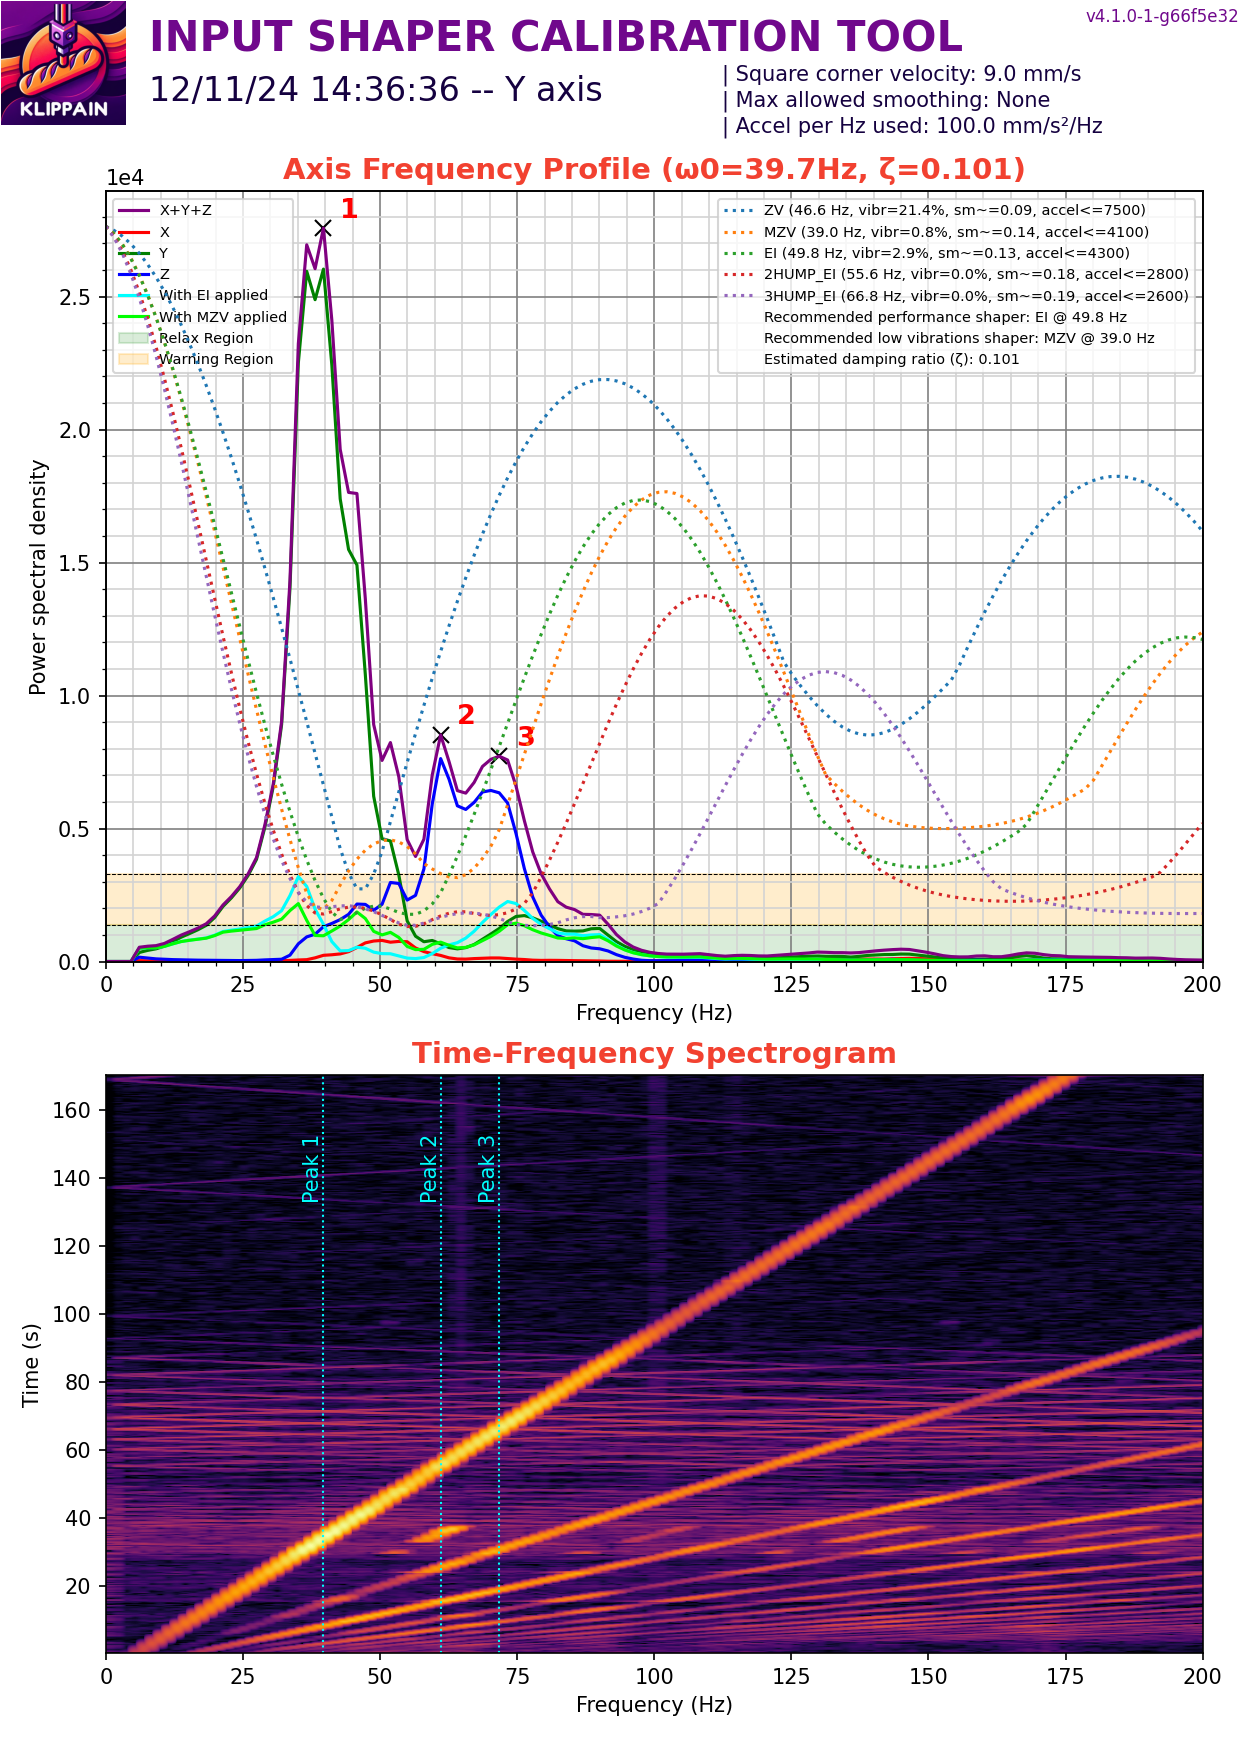 v4.1.0-1-g66f5e32
INPUT SHAPER CALIBRATION TOOL
12/11/24 14:36:36 -- Y axis
| Square corner velocity: 9.0 mm/s
| Max allowed smoothing: None
| Accel per Hz used: 100.0 mm/s²/Hz
KLIPPAIN
Axis Frequency Profile (ω0=39.7Hz, ζ=0.101)
1e4
X+Y+Z
X
Y
Z
With EI applied
With MZV applied
Relax Region
Warning Region
1
2
3
ZV (46.6 Hz, vibr=21.4%, sm~=0.09, accel<=7500)
MZV (39.0 Hz, vibr=0.8%, sm~=0.14, accel<=4100)
EI (49.8 Hz, vibr=2.9%, sm~=0.13, accel<=4300)
2HUMP_EI (55.6 Hz, vibr=0.0%, sm~=0.18, accel<=2800)
3HUMP_EI (66.8 Hz, vibr=0.0%, sm~=0.19, accel<=2600)
Recommended performance shaper: EI @ 49.8 Hz
Recommended low vibrations shaper: MZV @ 39.0 Hz
Estimated damping ratio (ζ): 0.101
Power spectral density
2.5
2.0
1.5
1.0
0.5
0.0
0 25 50 75 100 125 150 175 200
Frequency (Hz)
Time-Frequency Spectrogram
Time (s)
160
140
120
100
80
60
40
20
Peak 1
Peak 2
Peak 3
0 25 50 75 100 125 150 175 200
Frequency (Hz)